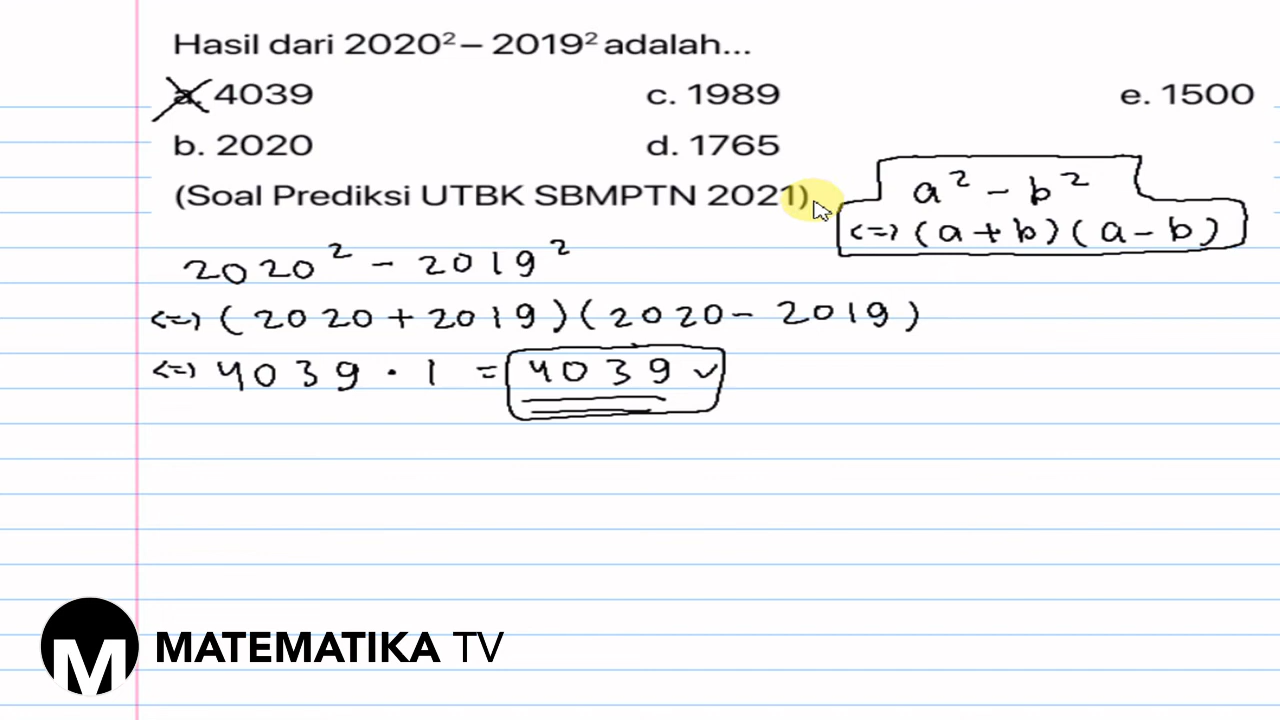 Hasil dari 2020² – 2019² adalah...
a. 4039 c. 1989 e. 1500
b. 2020 d. 1765
(Soal Prediksi UTBK SBMPTN 2021)
a² - b²
<=> (a + b) (a - b)
2020² - 2019²
<=> (2020 + 2019) (2020 - 2019)
<=> 4039 · 1 = 4039 ✓
M MATEMATIKA TV